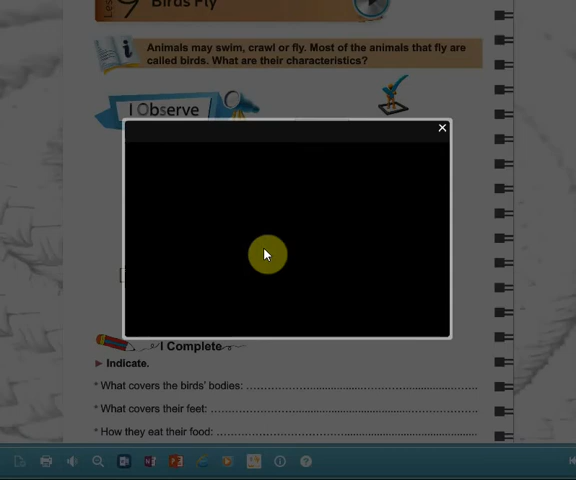 Les 9 Birds Fly
Animals may swim, crawl or fly. Most of the animals that fly are
called birds. What are their characteristics?
I Observe
I Complete
Indicate.
* What covers the birds' bodies:
* What covers their feet:
* How they eat their food: